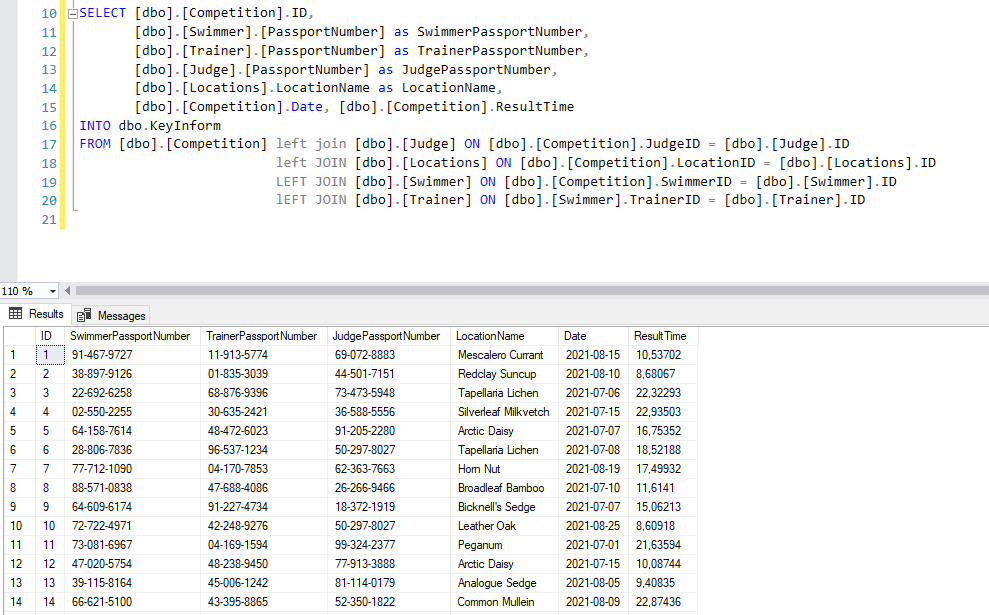 10 SELECT [dbo].[Competition].ID,
11 [dbo].[Swimmer].[PassportNumber] as SwimmerPassportNumber,
12 [dbo].[Trainer].[PassportNumber] as TrainerPassportNumber,
13 [dbo].[Judge].[PassportNumber] as JudgePassportNumber,
14 [dbo].[Locations].LocationName as LocationName,
15 [dbo].[Competition].Date, [dbo].[Competition].ResultTime
16 INTO dbo.KeyInform
17 FROM [dbo].[Competition] left join [dbo].[Judge] ON [dbo].[Competition].JudgeID = [dbo].[Judge].ID
18 left JOIN [dbo].[Locations] ON [dbo].[Competition].LocationID = [dbo].[Locations].ID
19 LEFT JOIN [dbo].[Swimmer] ON [dbo].[Competition].SwimmerID = [dbo].[Swimmer].ID
20 lEFT JOIN [dbo].[Trainer] ON [dbo].[Swimmer].TrainerID = [dbo].[Trainer].ID
21
110 %
Results Messages
ID SwimmerPassportNumber TrainerPassportNumber JudgePassportNumber LocationName Date ResultTime
1 1 91-467-9727 11-913-5774 69-072-8883 Mescalero Currant 2021-08-15 10,53702
2 2 38-897-9126 01-835-3039 44-501-7151 Redclay Suncup 2021-08-10 8,68067
3 3 22-692-6258 68-876-9396 73-473-5948 Tapellaria Lichen 2021-07-06 22,32293
4 4 02-550-2255 30-635-2421 36-588-5556 Silverleaf Milkvetch 2021-07-15 22,93503
5 5 64-158-7614 48-472-6023 91-205-2280 Arctic Daisy 2021-07-07 16,75352
6 6 28-806-7836 96-537-1234 50-297-8027 Tapellaria Lichen 2021-07-08 18,52188
7 7 77-712-1090 04-170-7853 62-363-7663 Horn Nut 2021-08-19 17,49932
8 8 88-571-0838 47-688-4086 26-266-9466 Broadleaf Bamboo 2021-07-10 11,6141
9 9 64-609-6174 91-227-4734 18-372-1919 Bicknell's Sedge 2021-07-07 15,06213
10 10 72-722-4971 42-248-9276 50-297-8027 Leather Oak 2021-08-25 8,60918
11 11 73-081-6967 04-169-1594 99-324-2377 Peganum 2021-07-01 21,63594
12 12 47-020-5754 48-238-9450 77-913-3888 Arctic Daisy 2021-07-15 10,08744
13 13 39-115-8164 45-006-1242 81-114-0179 Analogue Sedge 2021-08-05 9,40835
14 14 66-621-5100 43-395-8865 52-350-1822 Common Mullein 2021-08-09 22,87436